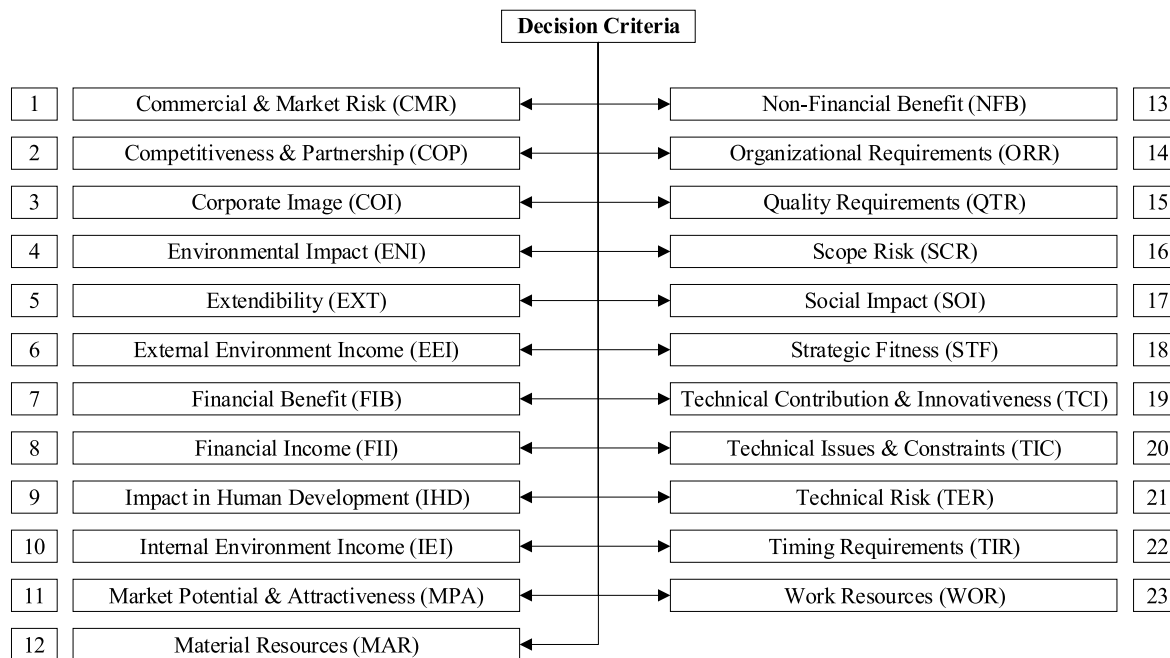 Decision Criteria
1 Commercial & Market Risk (CMR) Non-Financial Benefit (NFB) 13
2 Competitiveness & Partnership (COP) Organizational Requirements (ORR) 14
3 Corporate Image (COI) Quality Requirements (QTR) 15
4 Environmental Impact (ENI) Scope Risk (SCR) 16
5 Extendibility (EXT) Social Impact (SOI) 17
6 External Environment Income (EEI) Strategic Fitness (STF) 18
7 Financial Benefit (FIB) Technical Contribution & Innovativeness (TCI) 19
8 Financial Income (FII) Technical Issues & Constraints (TIC) 20
9 Impact in Human Development (IHD) Technical Risk (TER) 21
10 Internal Environment Income (IEI) Timing Requirements (TIR) 22
11 Market Potential & Attractiveness (MPA) Work Resources (WOR) 23
12 Material Resources (MAR)